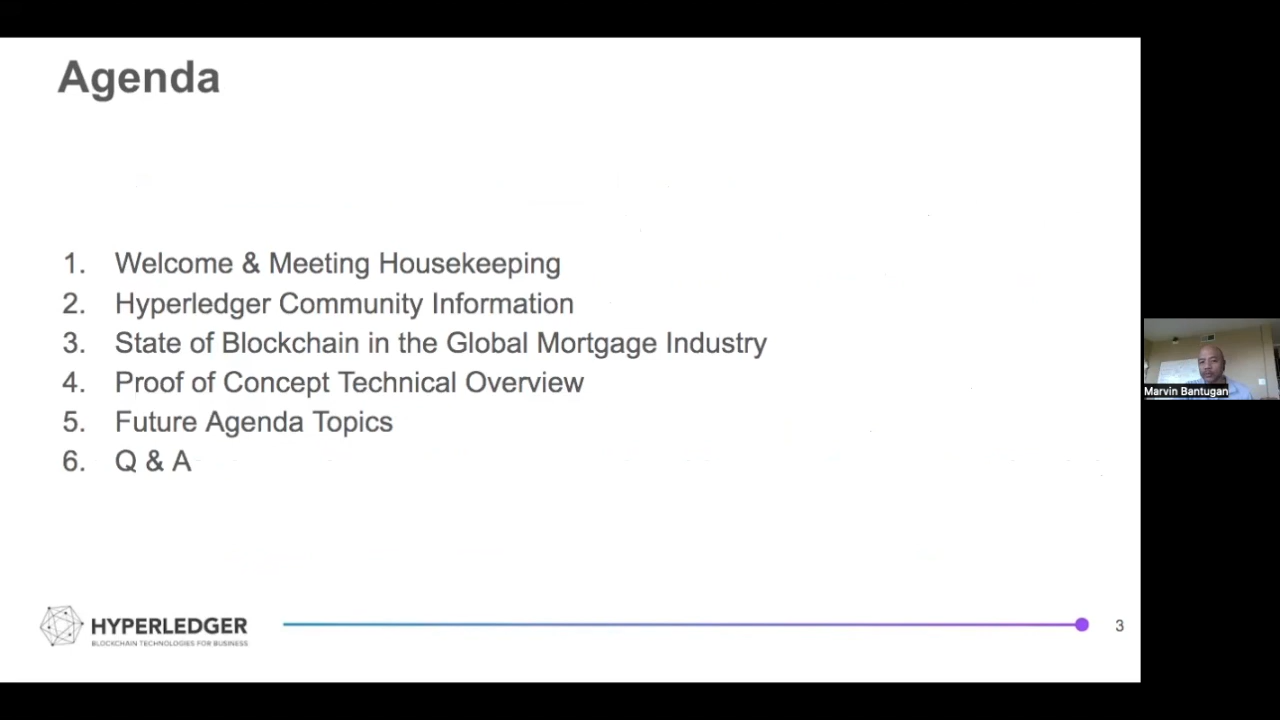 Agenda
1. Welcome & Meeting Housekeeping
2. Hyperledger Community Information
3. State of Blockchain in the Global Mortgage Industry
4. Proof of Concept Technical Overview
5. Future Agenda Topics
6. Q & A
Marvin Bantugan
HYPERLEDGER
BLOCKCHAIN TECHNOLOGIES FOR BUSINESS
3